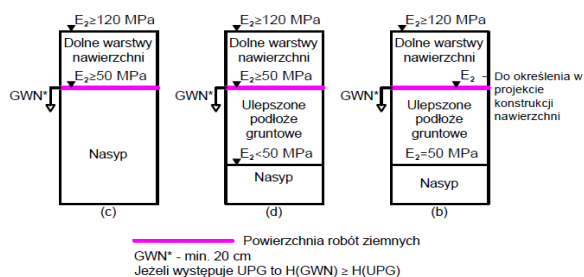 E₂≥120 MPa
Dolne warstwy
nawierzchni
E₂≥50 MPa
GWN*
Nasyp
(c)
E₂≥120 MPa
Dolne warstwy
nawierzchni
E₂≥50 MPa
GWN*
Ulepszone
podłoże
gruntowe
E₂<50 MPa
Nasyp
(d)
E₂≥120 MPa
Dolne warstwy
nawierzchni
E₂ - Do określenia w
projekcie
konstrukcji
nawierzchni
GWN*
Ulepszone
podłoże
gruntowe
E₂=50 MPa
Nasyp
(b)
Powierzchnia robót ziemnych
GWN* - min. 20 cm
Jeżeli występuje UPG to H(GWN) ≥ H(UPG)